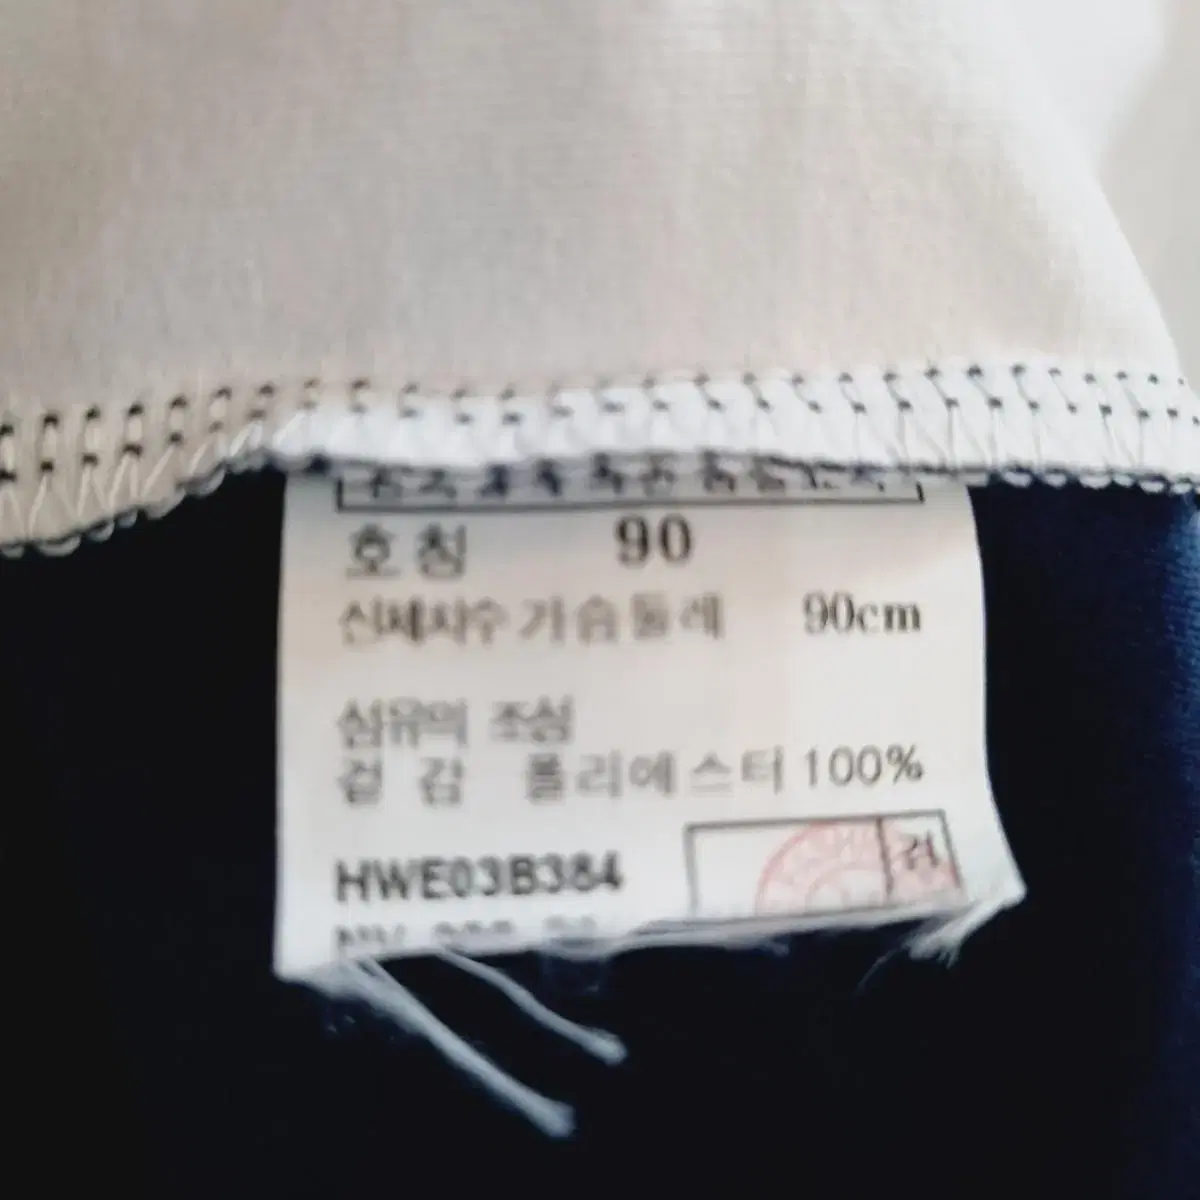 호 칭 90
신체치수 가슴둘레 90cm
섬유의 조성
겉 감 폴리에스터 100%
HWE03B384
검